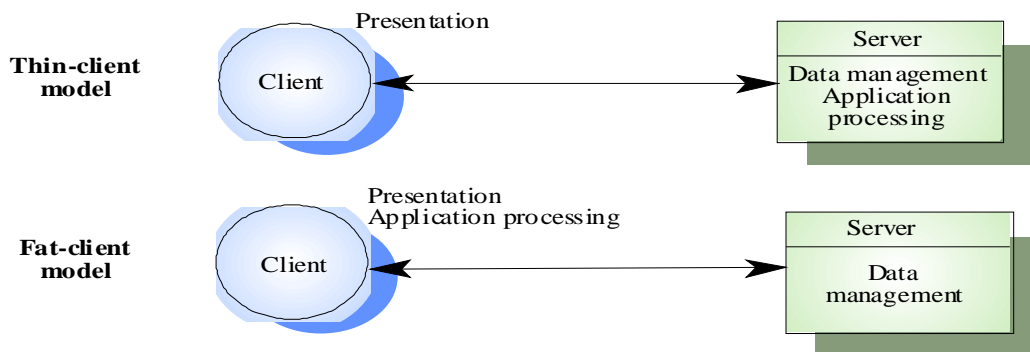 Thin-client
model
Presentation
Client
Server
Data management
Application
processing
Fat-client
model
Presentation
Application processing
Client
Server
Data
management